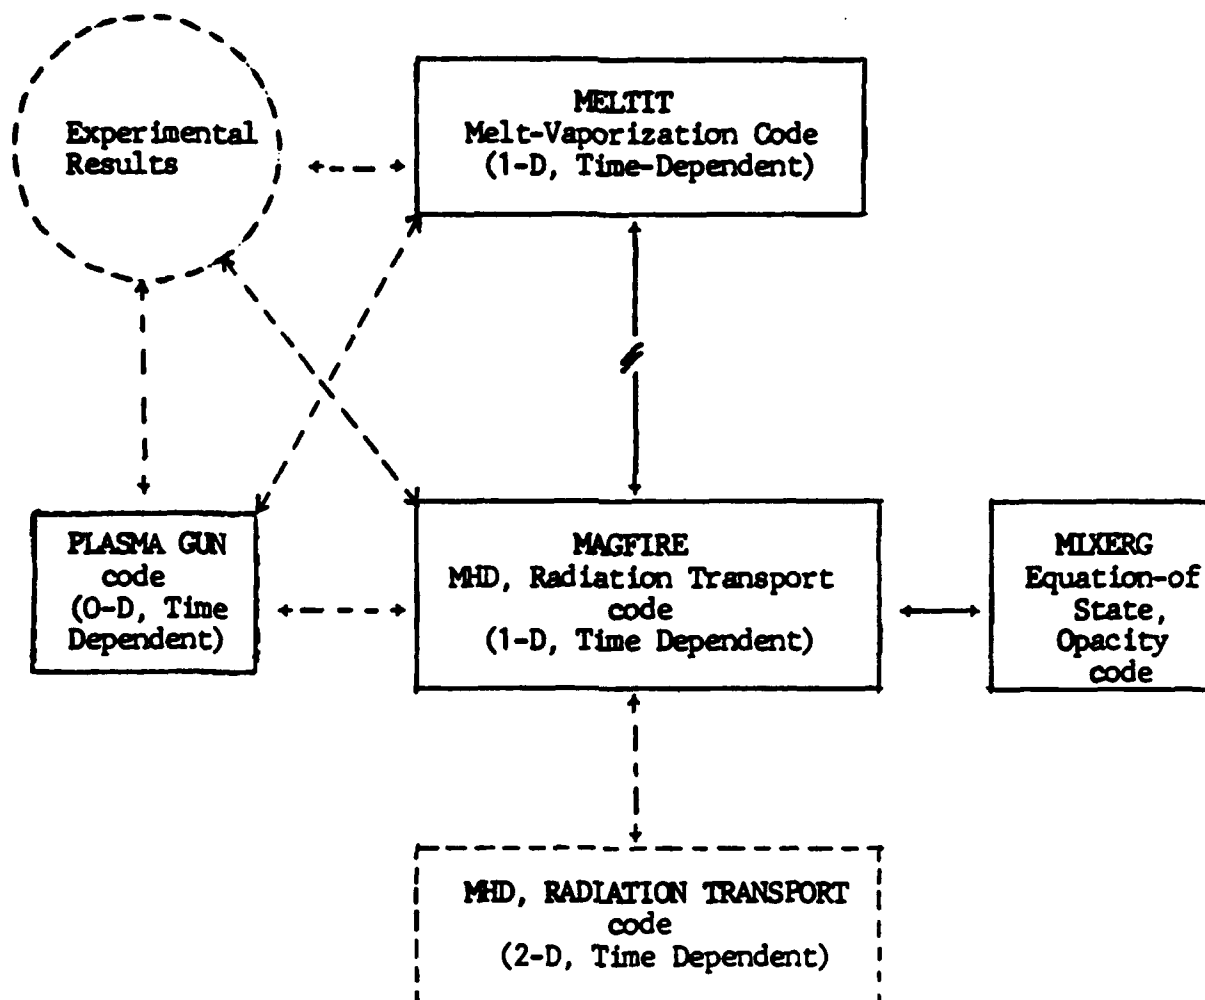 Experimental
Results
MELTIT
Melt-Vaporization Code
(1-D, Time-Dependent)
PLASMA GUN
code
(O-D, Time
Dependent)
MAGFIRE
MHD, Radiation Transport
code
(1-D, Time Dependent)
MIXERG
Equation-of
State,
Opacity
code
MHD, RADIATION TRANSPORT
code
(2-D, Time Dependent)